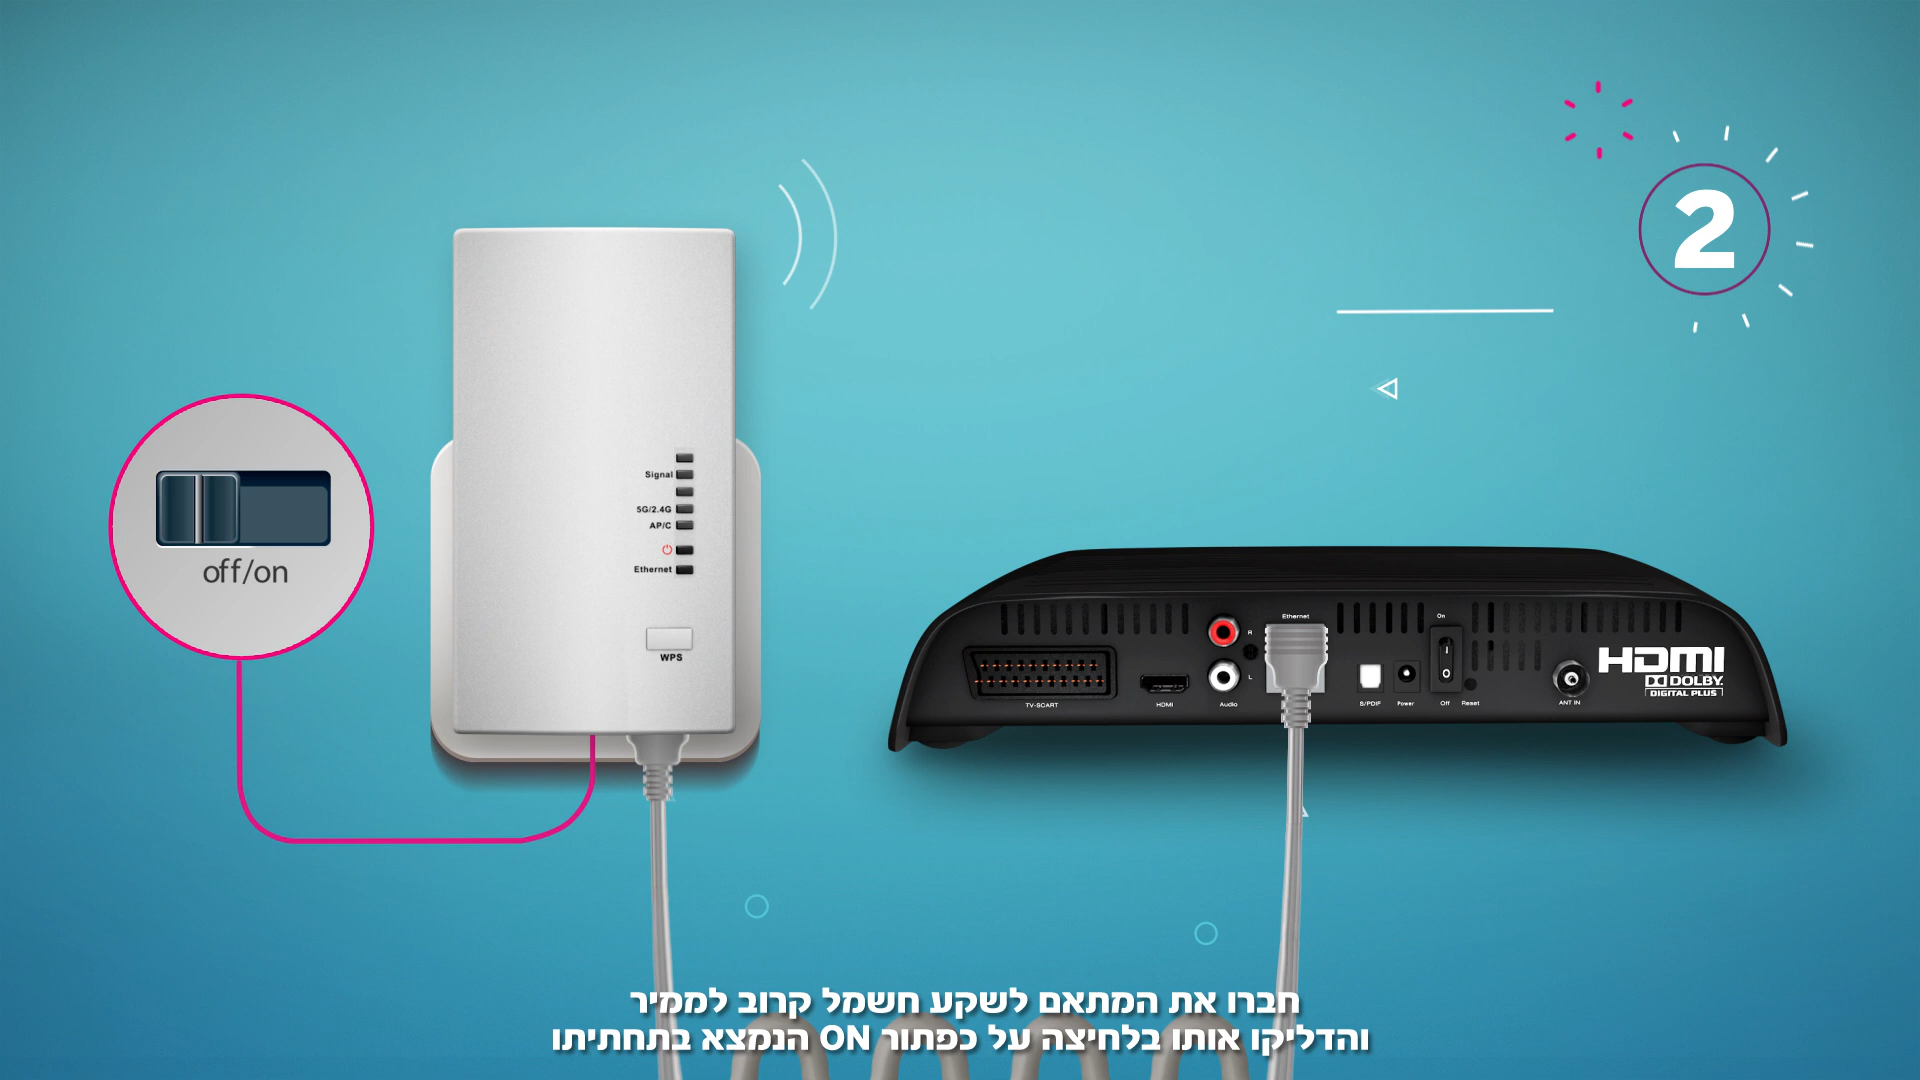 2
Signal
5G/2.4G
AP/C
Ethernet
WPS
off/on
Ethernet
On
R
L
TV-SCART
HDMI
Audio
S/PDIF
Power
Off
Reset
ANT IN
HDMI
DOLBY
DIGITAL PLUS
חברו את המתאם לשקע חשמל קרוב לממיר
והדליקו אותו בלחיצה על כפתור ON הנמצא בתחתיתו